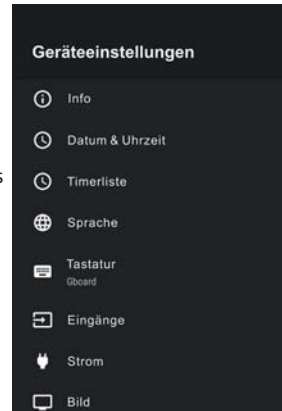 Geräteeinstellungen
Info
Datum & Uhrzeit
Timerliste
s
Sprache
Tastatur
Gboard
Eingänge
Strom
Bild